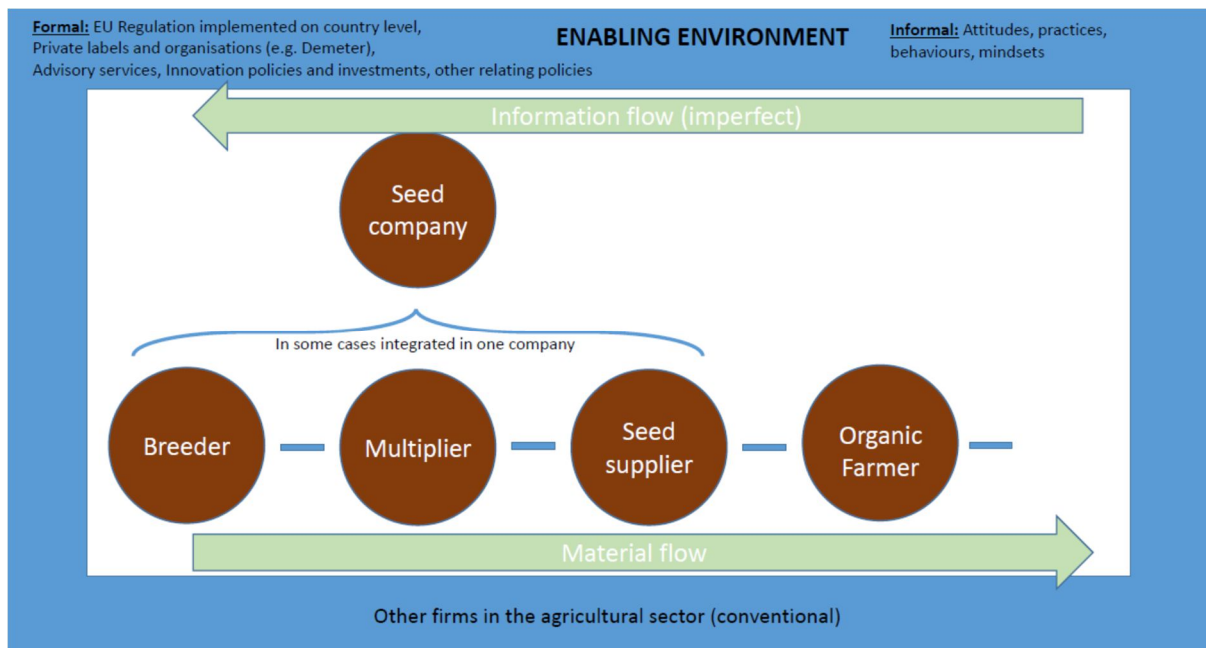 Formal: EU Regulation implemented on country level,
Private labels and organisations (e.g. Demeter),
Advisory services, Innovation policies and investments, other relating policies
ENABLING ENVIRONMENT
Informal: Attitudes, practices,
behaviours, mindsets
Information flow (imperfect)
Seed
company
In some cases integrated in one company
Breeder
Multiplier
Seed
supplier
Organic
Farmer
Material flow
Other firms in the agricultural sector (conventional)